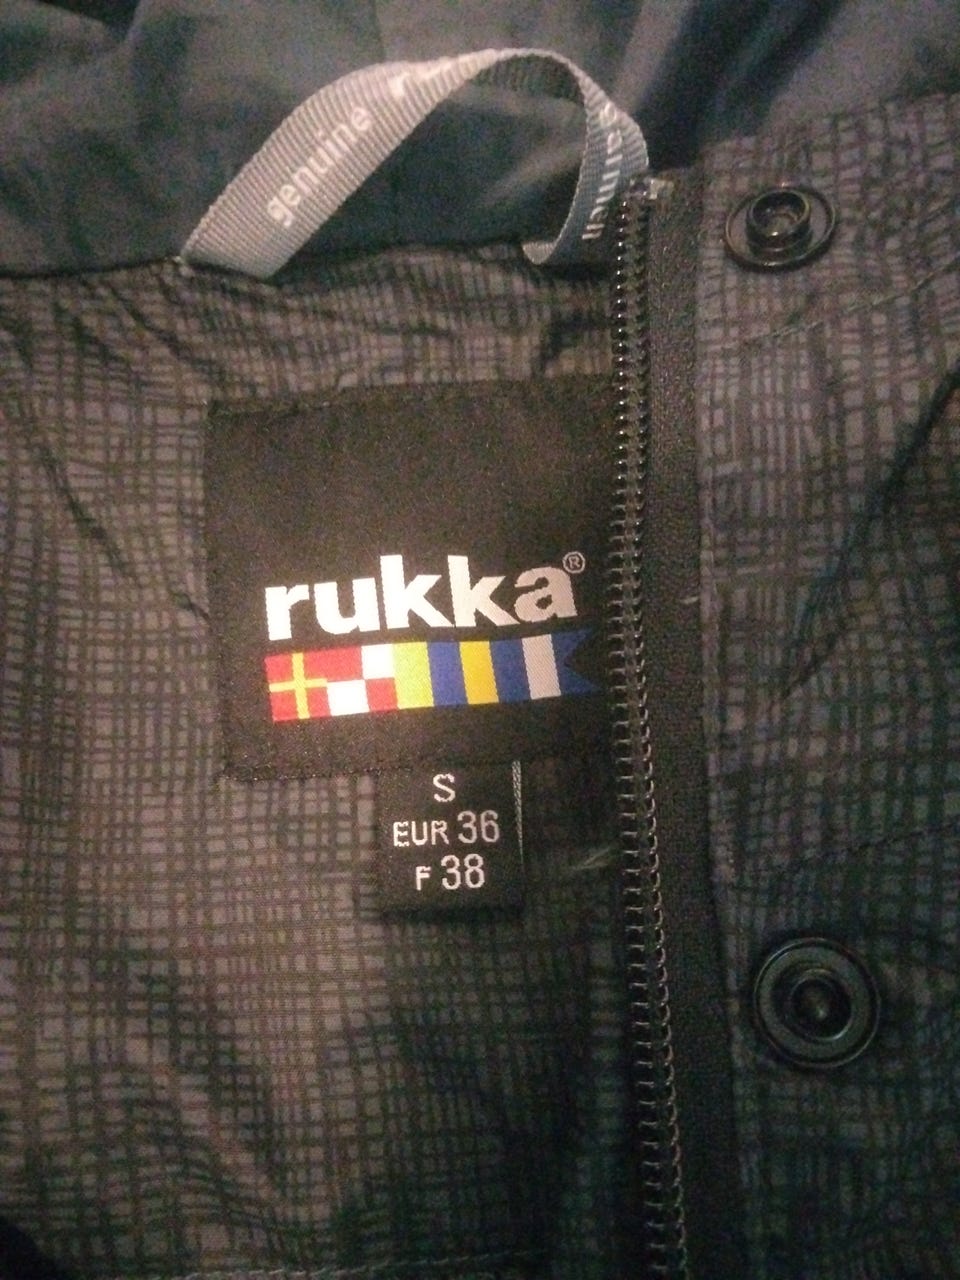 genuine
rukka®
S
EUR 36
F 38